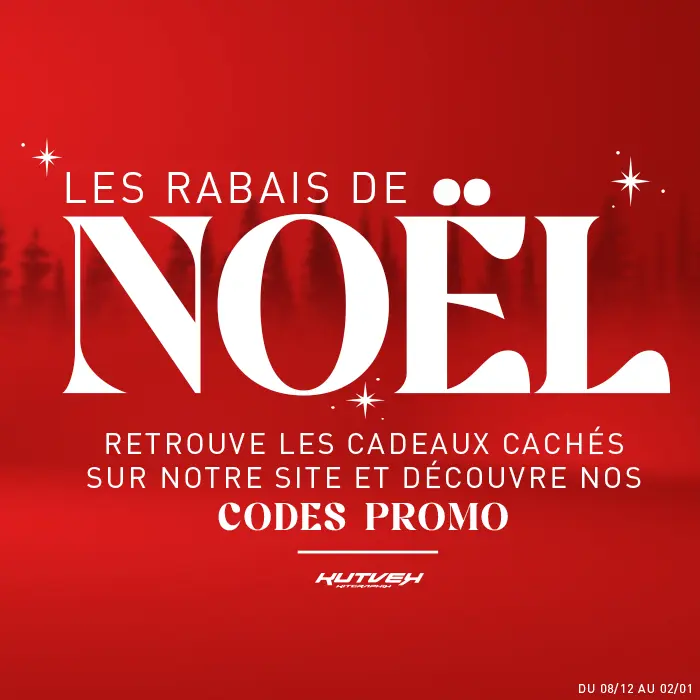 LES RABAIS DE
NOËL
RETROUVE LES CADEAUX CACHÉS
SUR NOTRE SITE ET DÉCOUVRE NOS
CODES PROMO
KUTVEK
KITGRAPHIK
DU 08/12 AU 02/01